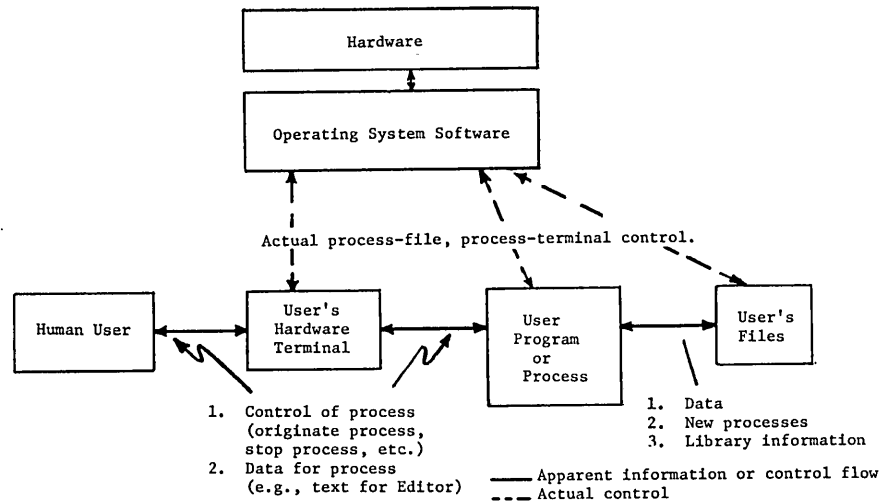 Hardware
Operating System Software
Actual process-file, process-terminal control.
Human User
User's
Hardware
Terminal
User
Program
or
Process
User's
Files
1. Control of process
(originate process,
stop process, etc.)
2. Data for process
(e.g., text for Editor)
1. Data
2. New processes
3. Library information
Apparent information or control flow
Actual control